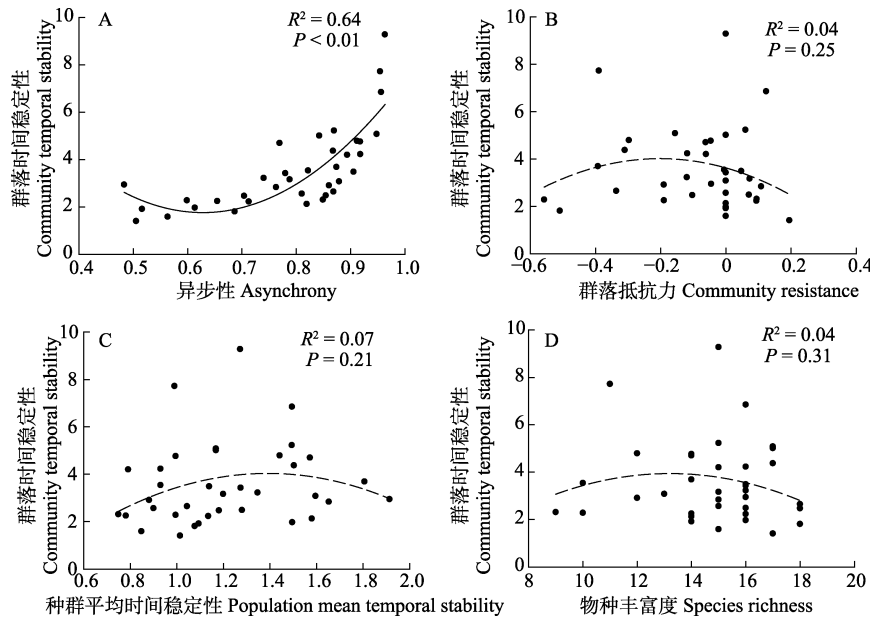 A
R² = 0.64
P < 0.01
群落时间稳定性
Community temporal stability
10
8
6
4
2
0
0.4
0.5
0.6
0.7
0.8
0.9
1.0
异步性 Asynchrony
B
R² = 0.04
P = 0.25
群落时间稳定性
Community temporal stability
10
8
6
4
2
0
−0.6
−0.4
−0.2
0
0.2
0.4
群落抵抗力 Community resistance
C
R² = 0.07
P = 0.21
群落时间稳定性
Community temporal stability
10
8
6
4
2
0
0.6
0.8
1.0
1.2
1.4
1.6
1.8
2.0
种群平均时间稳定性 Population mean temporal stability
D
R² = 0.04
P = 0.31
群落时间稳定性
Community temporal stability
10
8
6
4
2
0
8
10
12
14
16
18
20
物种丰富度 Species richness